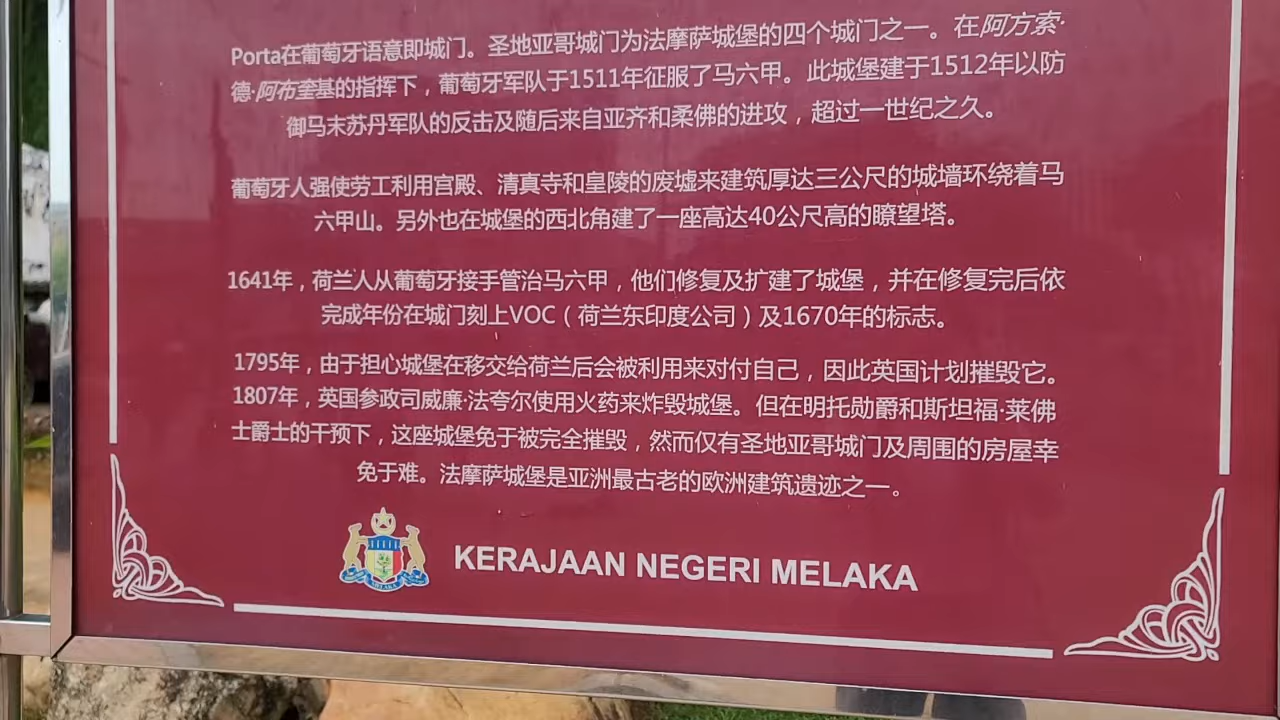 Porta在葡萄牙语意即城门。圣地亚哥城门为法摩萨城堡的四个城门之一。在阿方索·
德·阿布奎基的指挥下，葡萄牙军队于1511年征服了马六甲。此城堡建于1512年以防
御马末苏丹军队的反击及随后来自亚齐和柔佛的进攻，超过一世纪之久。
葡萄牙人强使劳工利用宫殿、清真寺和皇陵的废墟来建筑厚达三公尺的城墙环绕着马
六甲山。另外也在城堡的西北角建了一座高达40公尺高的瞭望塔。
1641年，荷兰人从葡萄牙接手管治马六甲，他们修复及扩建了城堡，并在修复完后依
完成年份在城门刻上VOC（荷兰东印度公司）及1670年的标志。
1795年，由于担心城堡在移交给荷兰后会被利用来对付自己，因此英国计划摧毁它。
1807年，英国参政司威廉·法夸尔使用火药来炸毁城堡。但在明托勋爵和斯坦福·莱佛
士爵士的干预下，这座城堡免于被完全摧毁，然而仅有圣地亚哥城门及周围的房屋幸
免于难。法摩萨城堡是亚洲最古老的欧洲建筑遗迹之一。
MELAKA
KERAJAAN NEGERI MELAKA